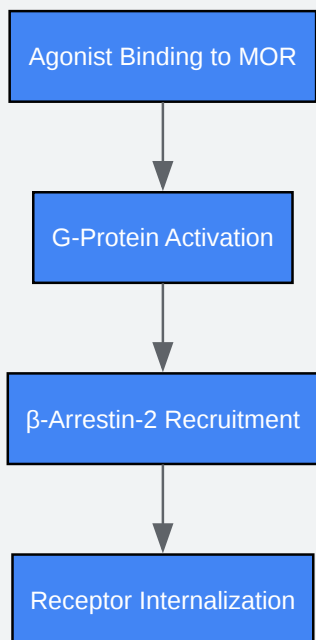 Agonist Binding to MOR
G-Protein Activation
β-Arrestin-2 Recruitment
Receptor Internalization